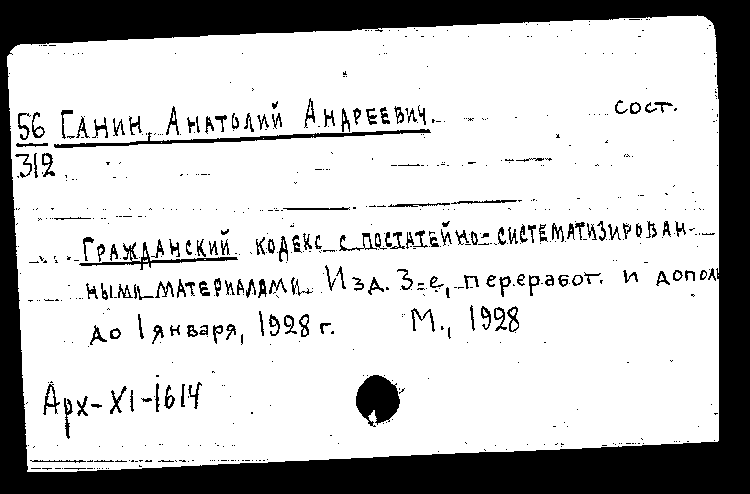 56 Ганин, Анатолий Андреевич. сост.
312
Гражданский кодекс с постатейно-систематизирован-
ными материалами. Изд. 3-е, переработ. и допол
до 1 января, 1928 г. М., 1928
Арх-XI-1614